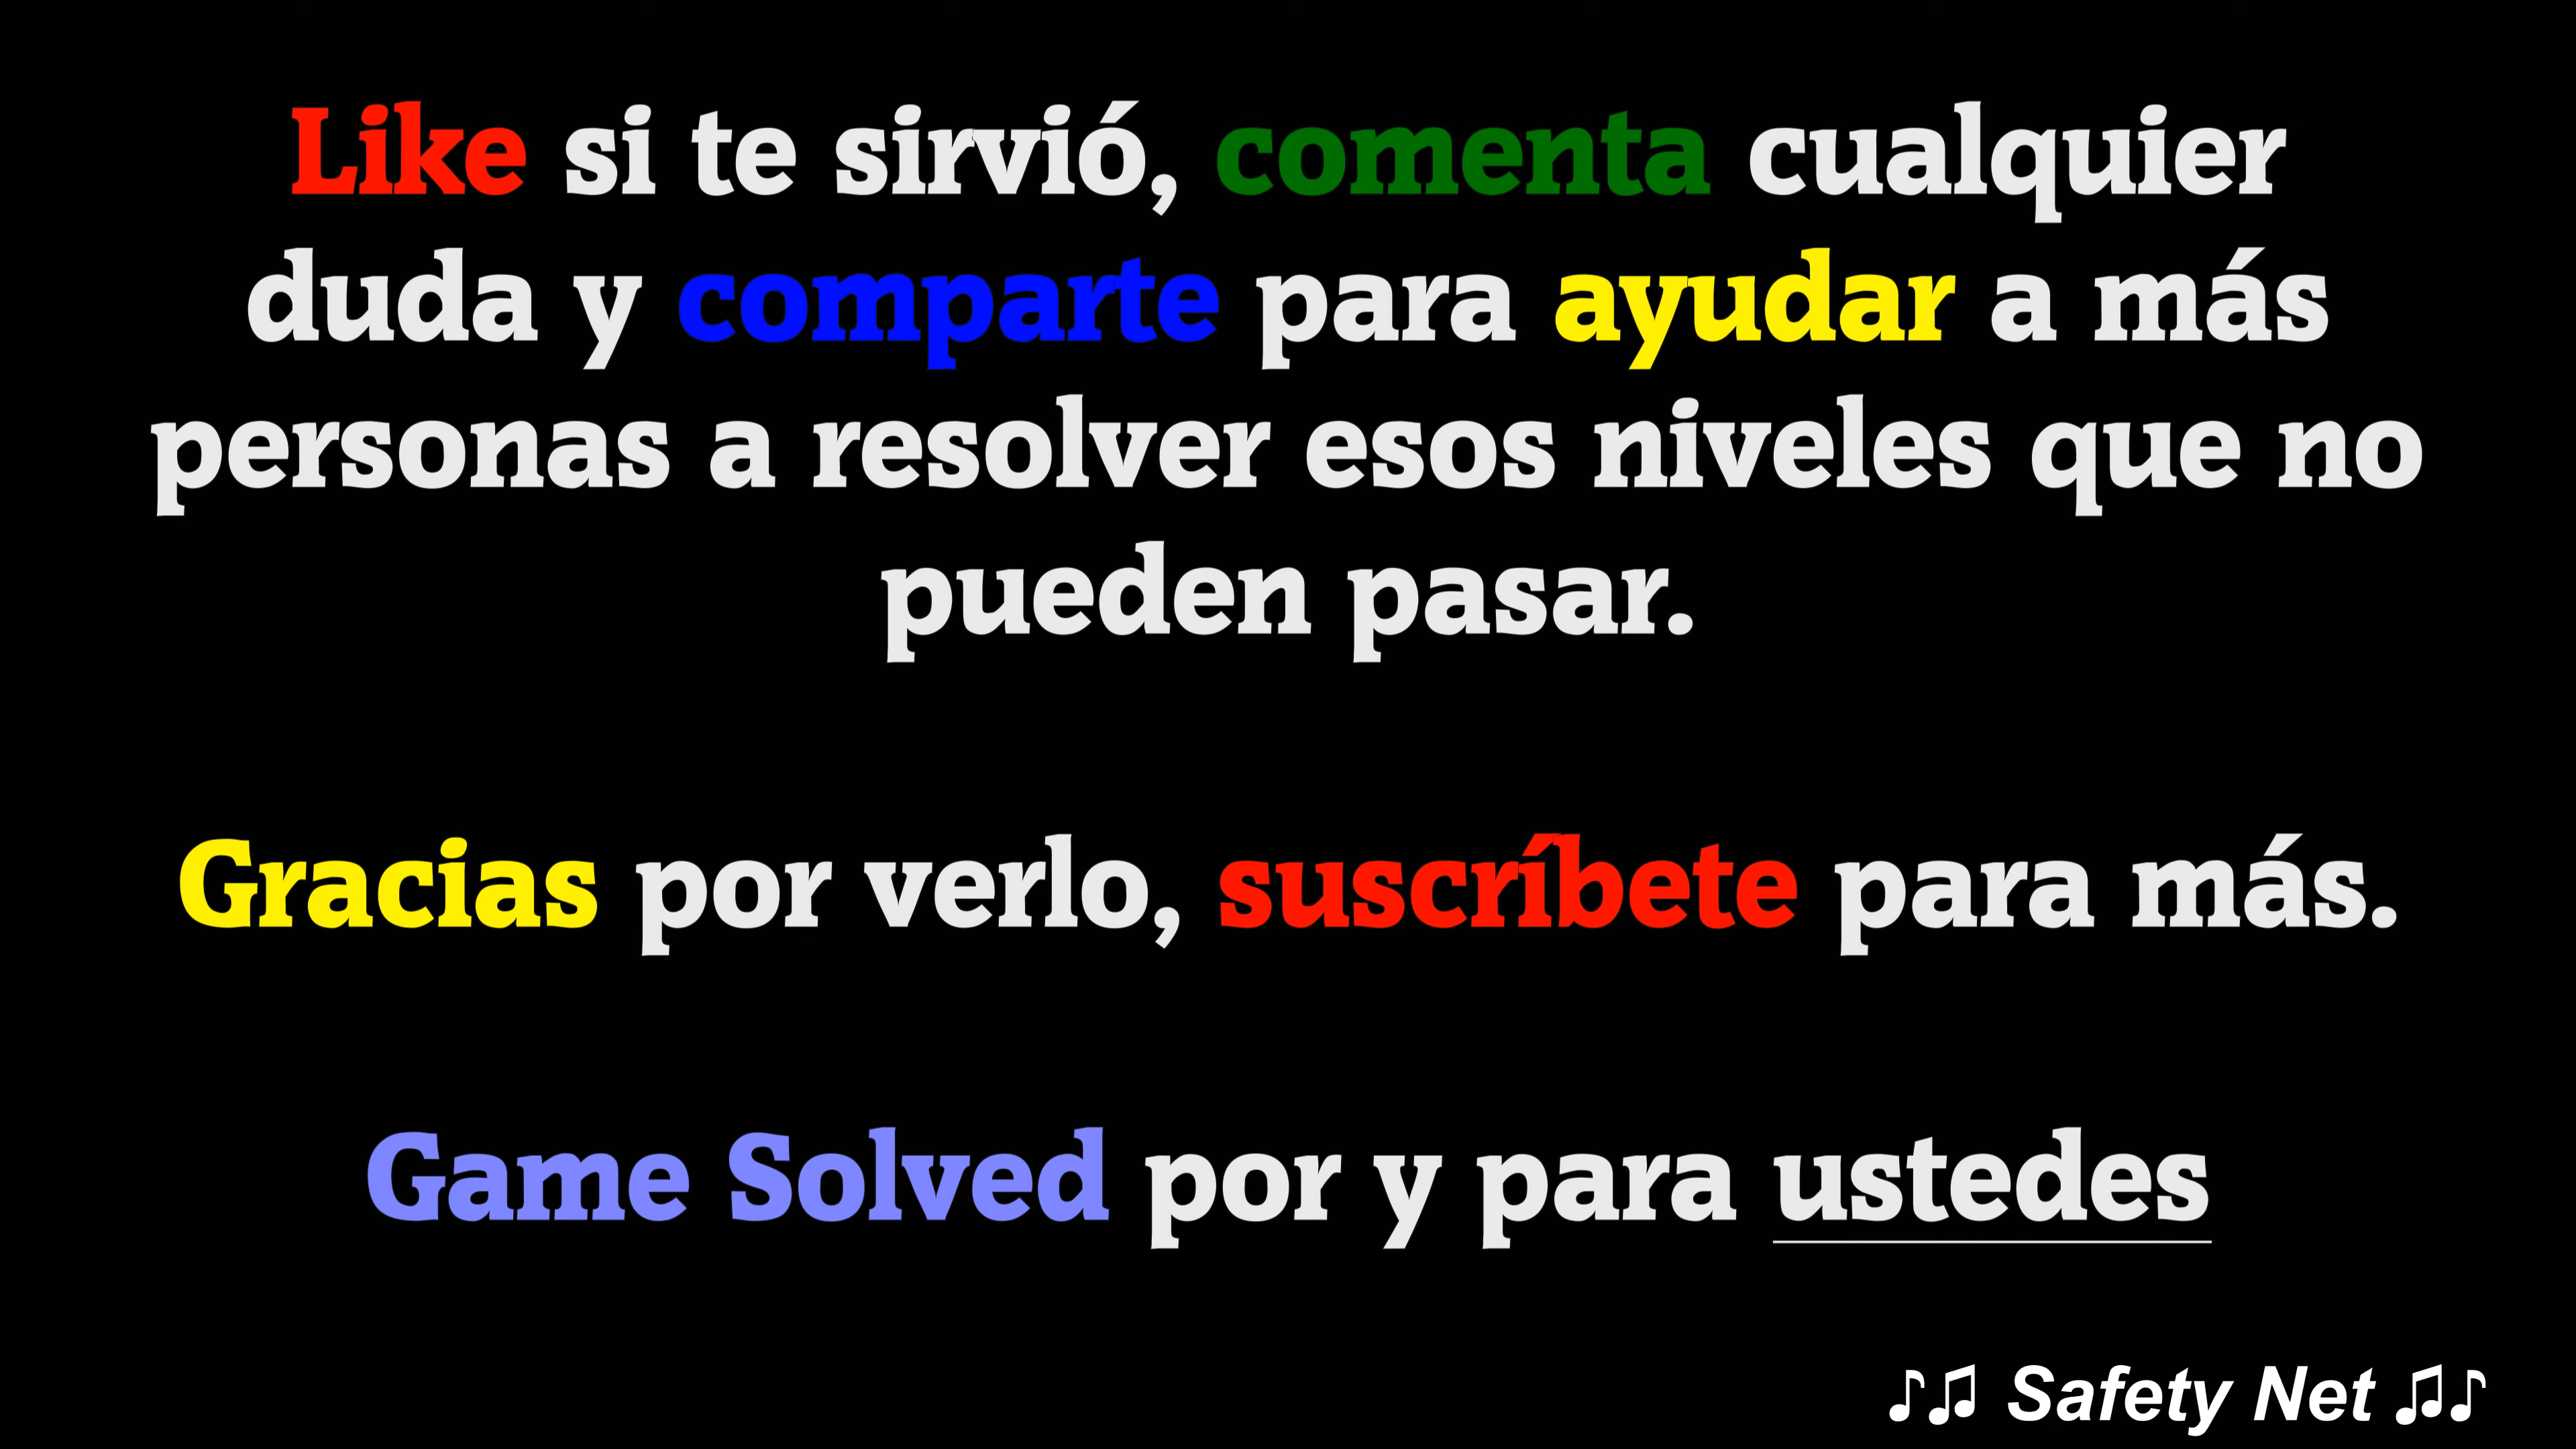 Like si te sirvió, comenta cualquier
duda y comparte para ayudar a más
personas a resolver esos niveles que no
pueden pasar.
Gracias por verlo, suscríbete para más.
Game Solved por y para ustedes
♪♫ Safety Net ♫♪